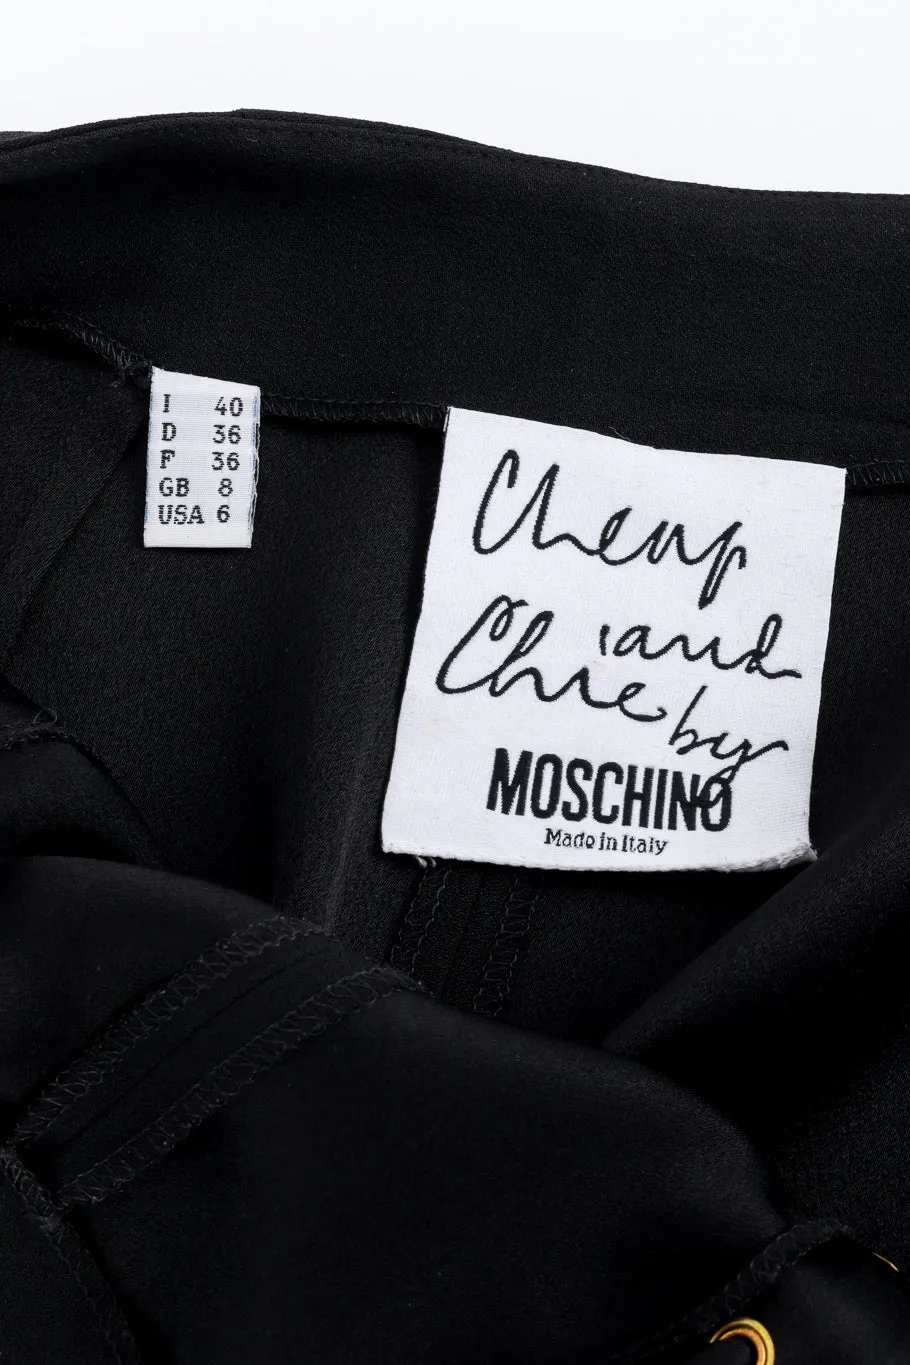 I 40
D 36
F 36
GB 8
USA 6
Cheap
and
Chic by
MOSCHINO
Made in Italy